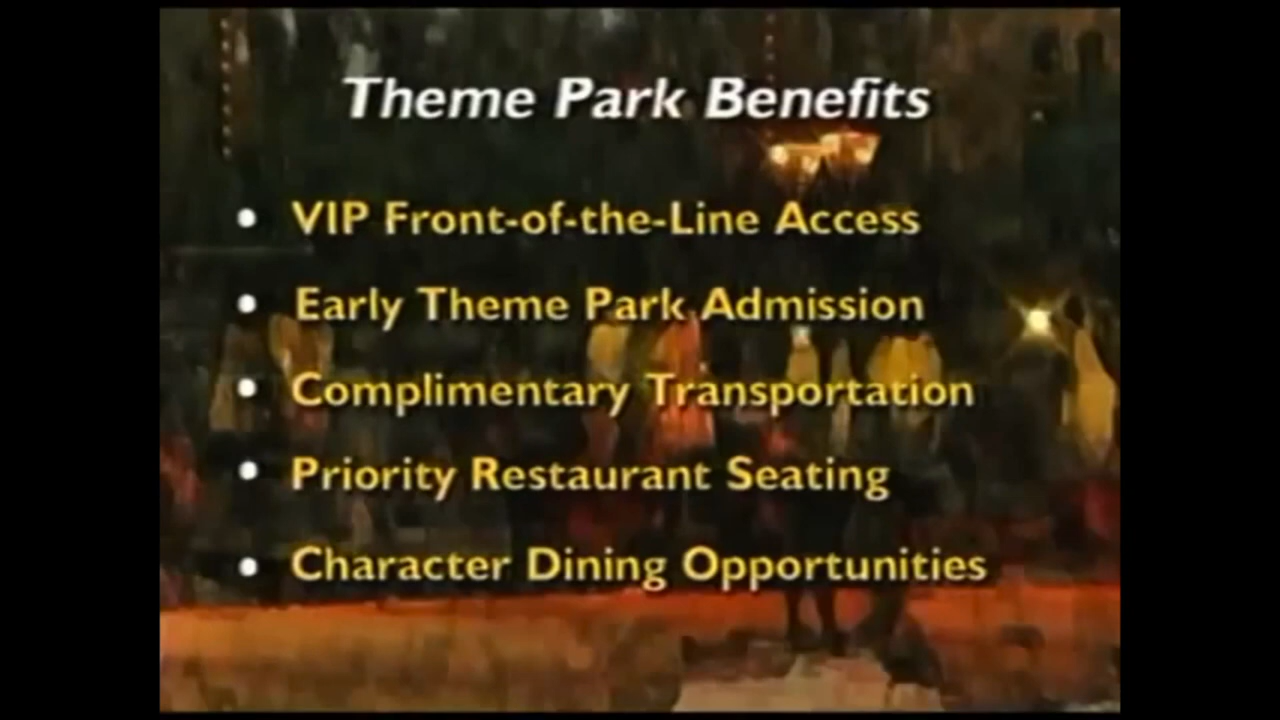 Theme Park Benefits
• VIP Front-of-the-Line Access
• Early Theme Park Admission
• Complimentary Transportation
• Priority Restaurant Seating
• Character Dining Opportunities